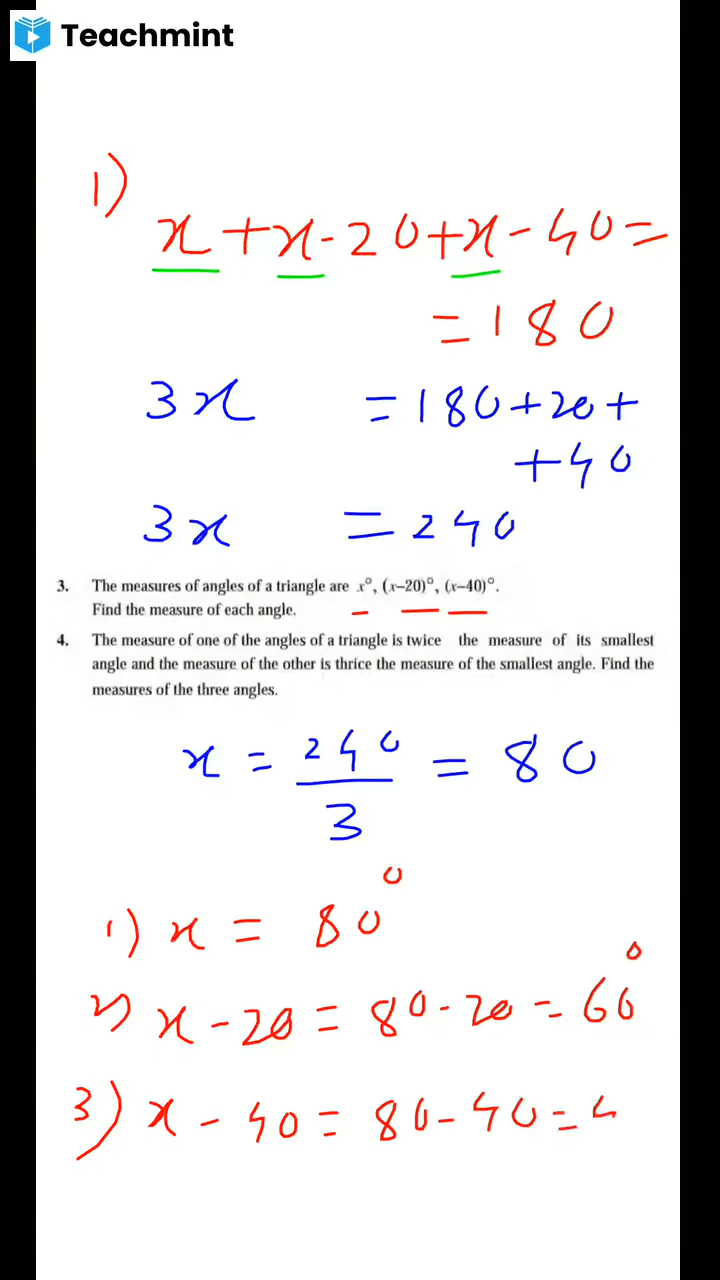 Teachmint
1)
x + x - 20 + x - 40 =
= 180
3x = 180 + 20 +
+ 40
3x = 240
3. The measures of angles of a triangle are x°, (x–20)°, (x–40)°.
Find the measure of each angle.
4. The measure of one of the angles of a triangle is twice the measure of its smallest
angle and the measure of the other is thrice the measure of the smallest angle. Find the
measures of the three angles.
x = 240/3 = 80
1) x = 80°
2) x - 20 = 80 - 20 = 60°
3) x - 40 = 80 - 40 = 4